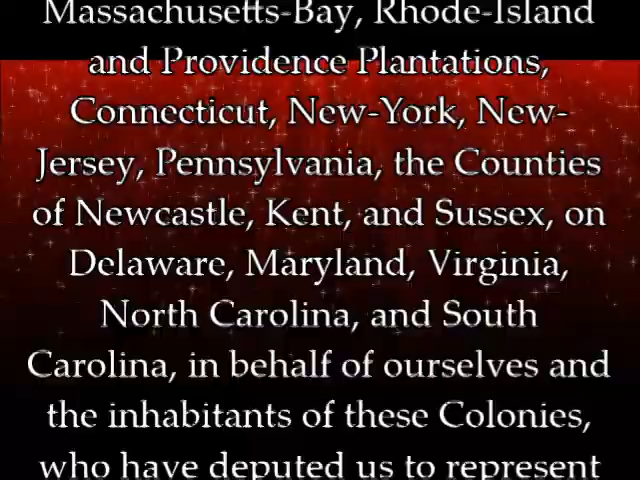 Massachusetts-Bay, Rhode-Island
and Providence Plantations,
Connecticut, New-York, New-
Jersey, Pennsylvania, the Counties
of Newcastle, Kent, and Sussex, on
Delaware, Maryland, Virginia,
North Carolina, and South
Carolina, in behalf of ourselves and
the inhabitants of these Colonies,
who have deputed us to represent